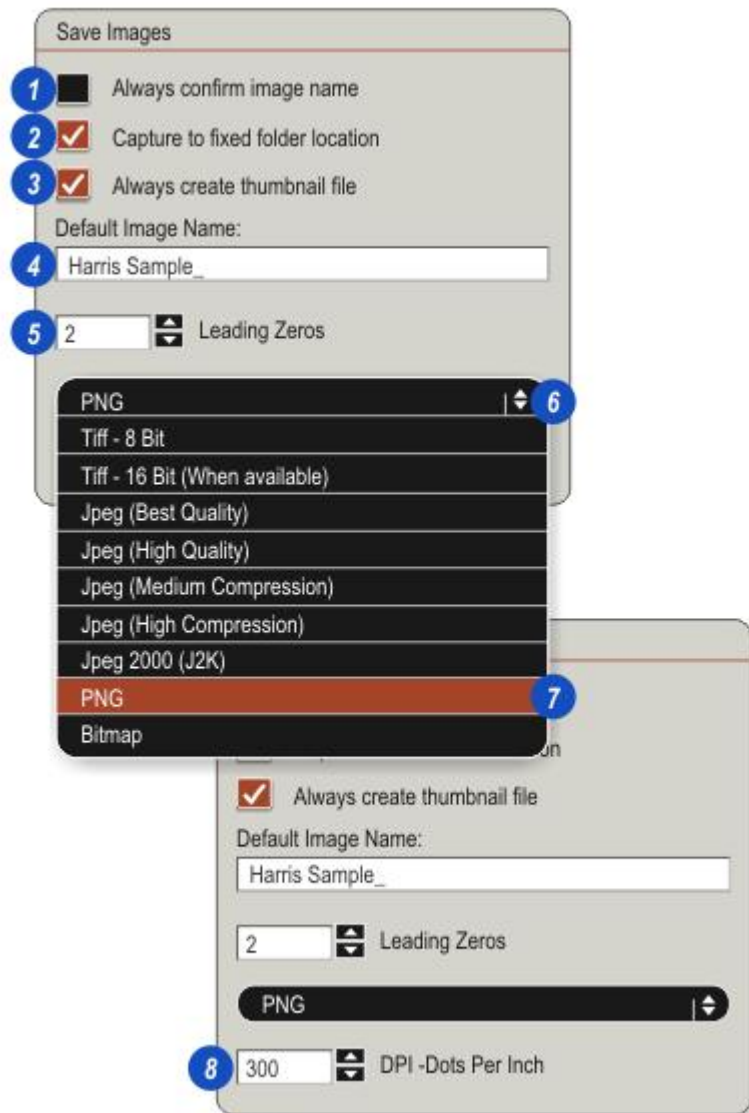 Save Images
1 Always confirm image name
2 Capture to fixed folder location
3 Always create thumbnail file
Default Image Name:
4 Harris Sample_
5 2 Leading Zeros
PNG 6
Tiff - 8 Bit
Tiff - 16 Bit (When available)
Jpeg (Best Quality)
Jpeg (High Quality)
Jpeg (Medium Compression)
Jpeg (High Compression)
Jpeg 2000 (J2K)
PNG 7
Bitmap
Always create thumbnail file
Default Image Name:
Harris Sample_
2 Leading Zeros
PNG
8 300 DPI -Dots Per Inch